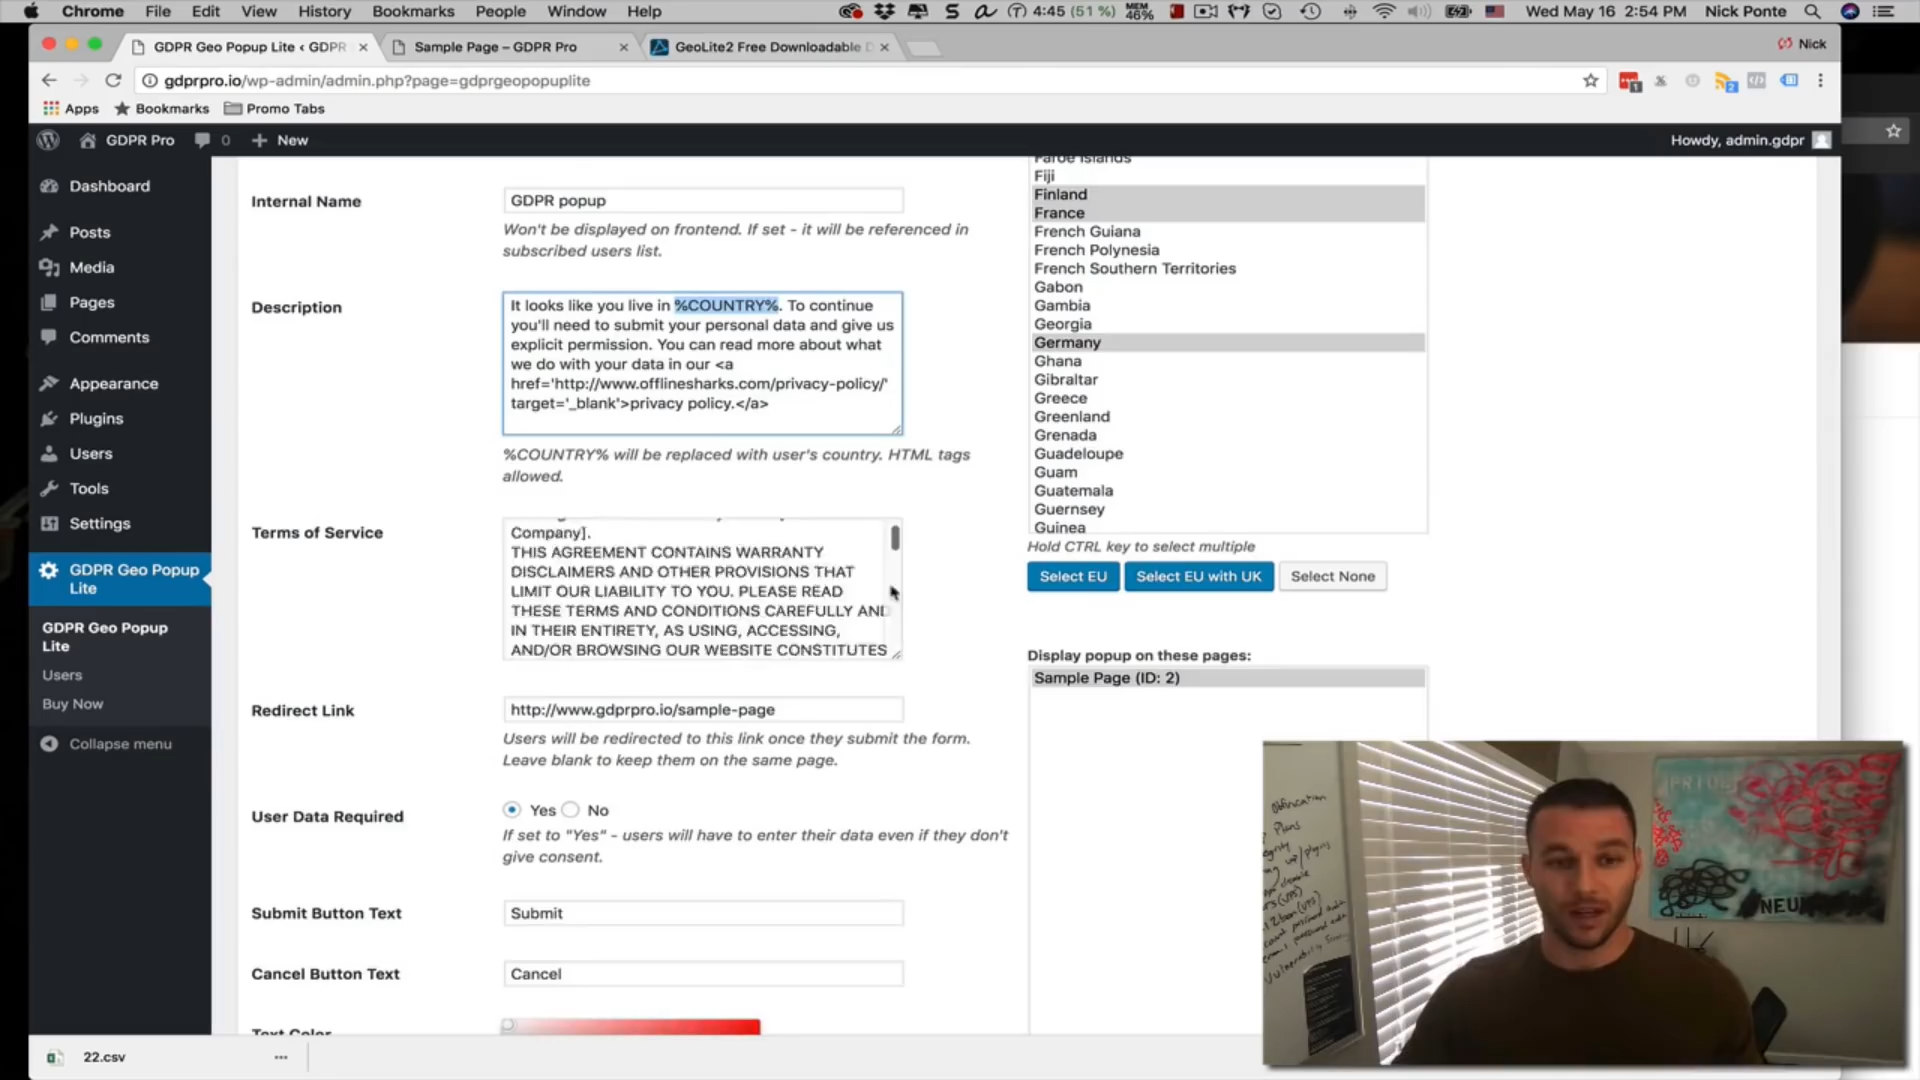 Chrome File Edit View History Bookmarks People Window Help
4:45 (51 %) MEM 46% Wed May 16 2:54 PM Nick Ponte
GDPR Geo Popup Lite ‹ GDPR
Sample Page – GDPR Pro
GeoLite2 Free Downloadable D
Nick
gdprpro.io/wp-admin/admin.php?page=gdprgeopopuplite
1
2
Apps Bookmarks Promo Tabs
GDPR Pro 0 New
Howdy, admin.gdpr
Dashboard
Posts
Media
Pages
Comments
Appearance
Plugins
Users
Tools
Settings
GDPR Geo Popup
Lite
GDPR Geo Popup
Lite
Users
Buy Now
Collapse menu
Internal Name
GDPR popup
Won't be displayed on frontend. If set - it will be referenced in
subscribed users list.
Description
It looks like you live in %COUNTRY%. To continue
you'll need to submit your personal data and give us
explicit permission. You can read more about what
we do with your data in our <a
href='http://www.offlinesharks.com/privacy-policy/'
target='_blank'>privacy policy.</a>
%COUNTRY% will be replaced with user's country. HTML tags
allowed.
Terms of Service
Company].
THIS AGREEMENT CONTAINS WARRANTY
DISCLAIMERS AND OTHER PROVISIONS THAT
LIMIT OUR LIABILITY TO YOU. PLEASE READ
THESE TERMS AND CONDITIONS CAREFULLY AND
IN THEIR ENTIRETY, AS USING, ACCESSING,
AND/OR BROWSING OUR WEBSITE CONSTITUTES
Redirect Link
http://www.gdprpro.io/sample-page
Users will be redirected to this link once they submit the form.
Leave blank to keep them on the same page.
User Data Required
Yes No
If set to "Yes" - users will have to enter their data even if they don't
give consent.
Submit Button Text
Submit
Cancel Button Text
Cancel
Text Color
Faroe Islands
Fiji
Finland
France
French Guiana
French Polynesia
French Southern Territories
Gabon
Gambia
Georgia
Germany
Ghana
Gibraltar
Greece
Greenland
Grenada
Guadeloupe
Guam
Guatemala
Guernsey
Guinea
Hold CTRL key to select multiple
Select EU
Select EU with UK
Select None
Display popup on these pages:
Sample Page (ID: 2)
Plans
NEU
22.csv